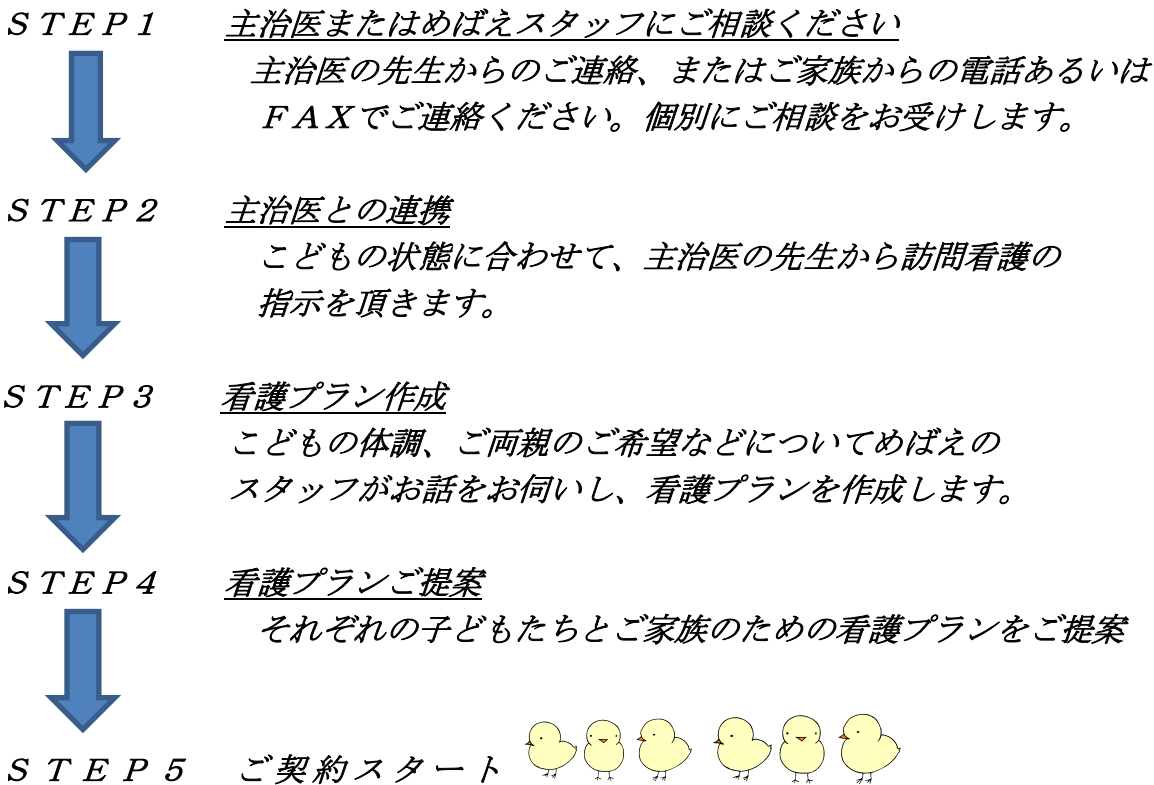 ＳＴＥＰ１　主治医またはめばえスタッフにご相談ください
主治医の先生からのご連絡、またはご家族からの電話あるいは
ＦＡＸでご連絡ください。個別にご相談をお受けします。
ＳＴＥＰ２　主治医との連携
こどもの状態に合わせて、主治医の先生から訪問看護の
指示を頂きます。
ＳＴＥＰ３　看護プラン作成
こどもの体調、ご両親のご希望などについてめばえの
スタッフがお話をお伺いし、看護プランを作成します。
ＳＴＥＰ４　看護プランご提案
それぞれの子どもたちとご家族のための看護プランをご提案
ＳＴＥＰ５　ご契約スタート